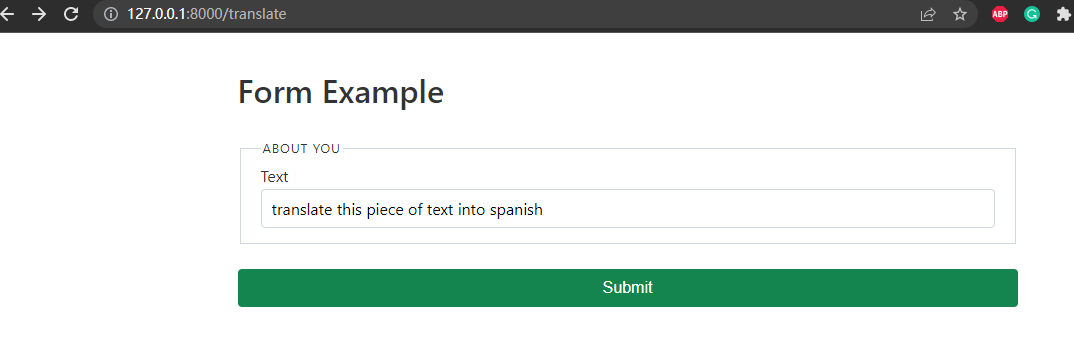 127.0.0.1:8000/translate
ABP
G
Form Example
ABOUT YOU
Text
translate this piece of text into spanish
Submit